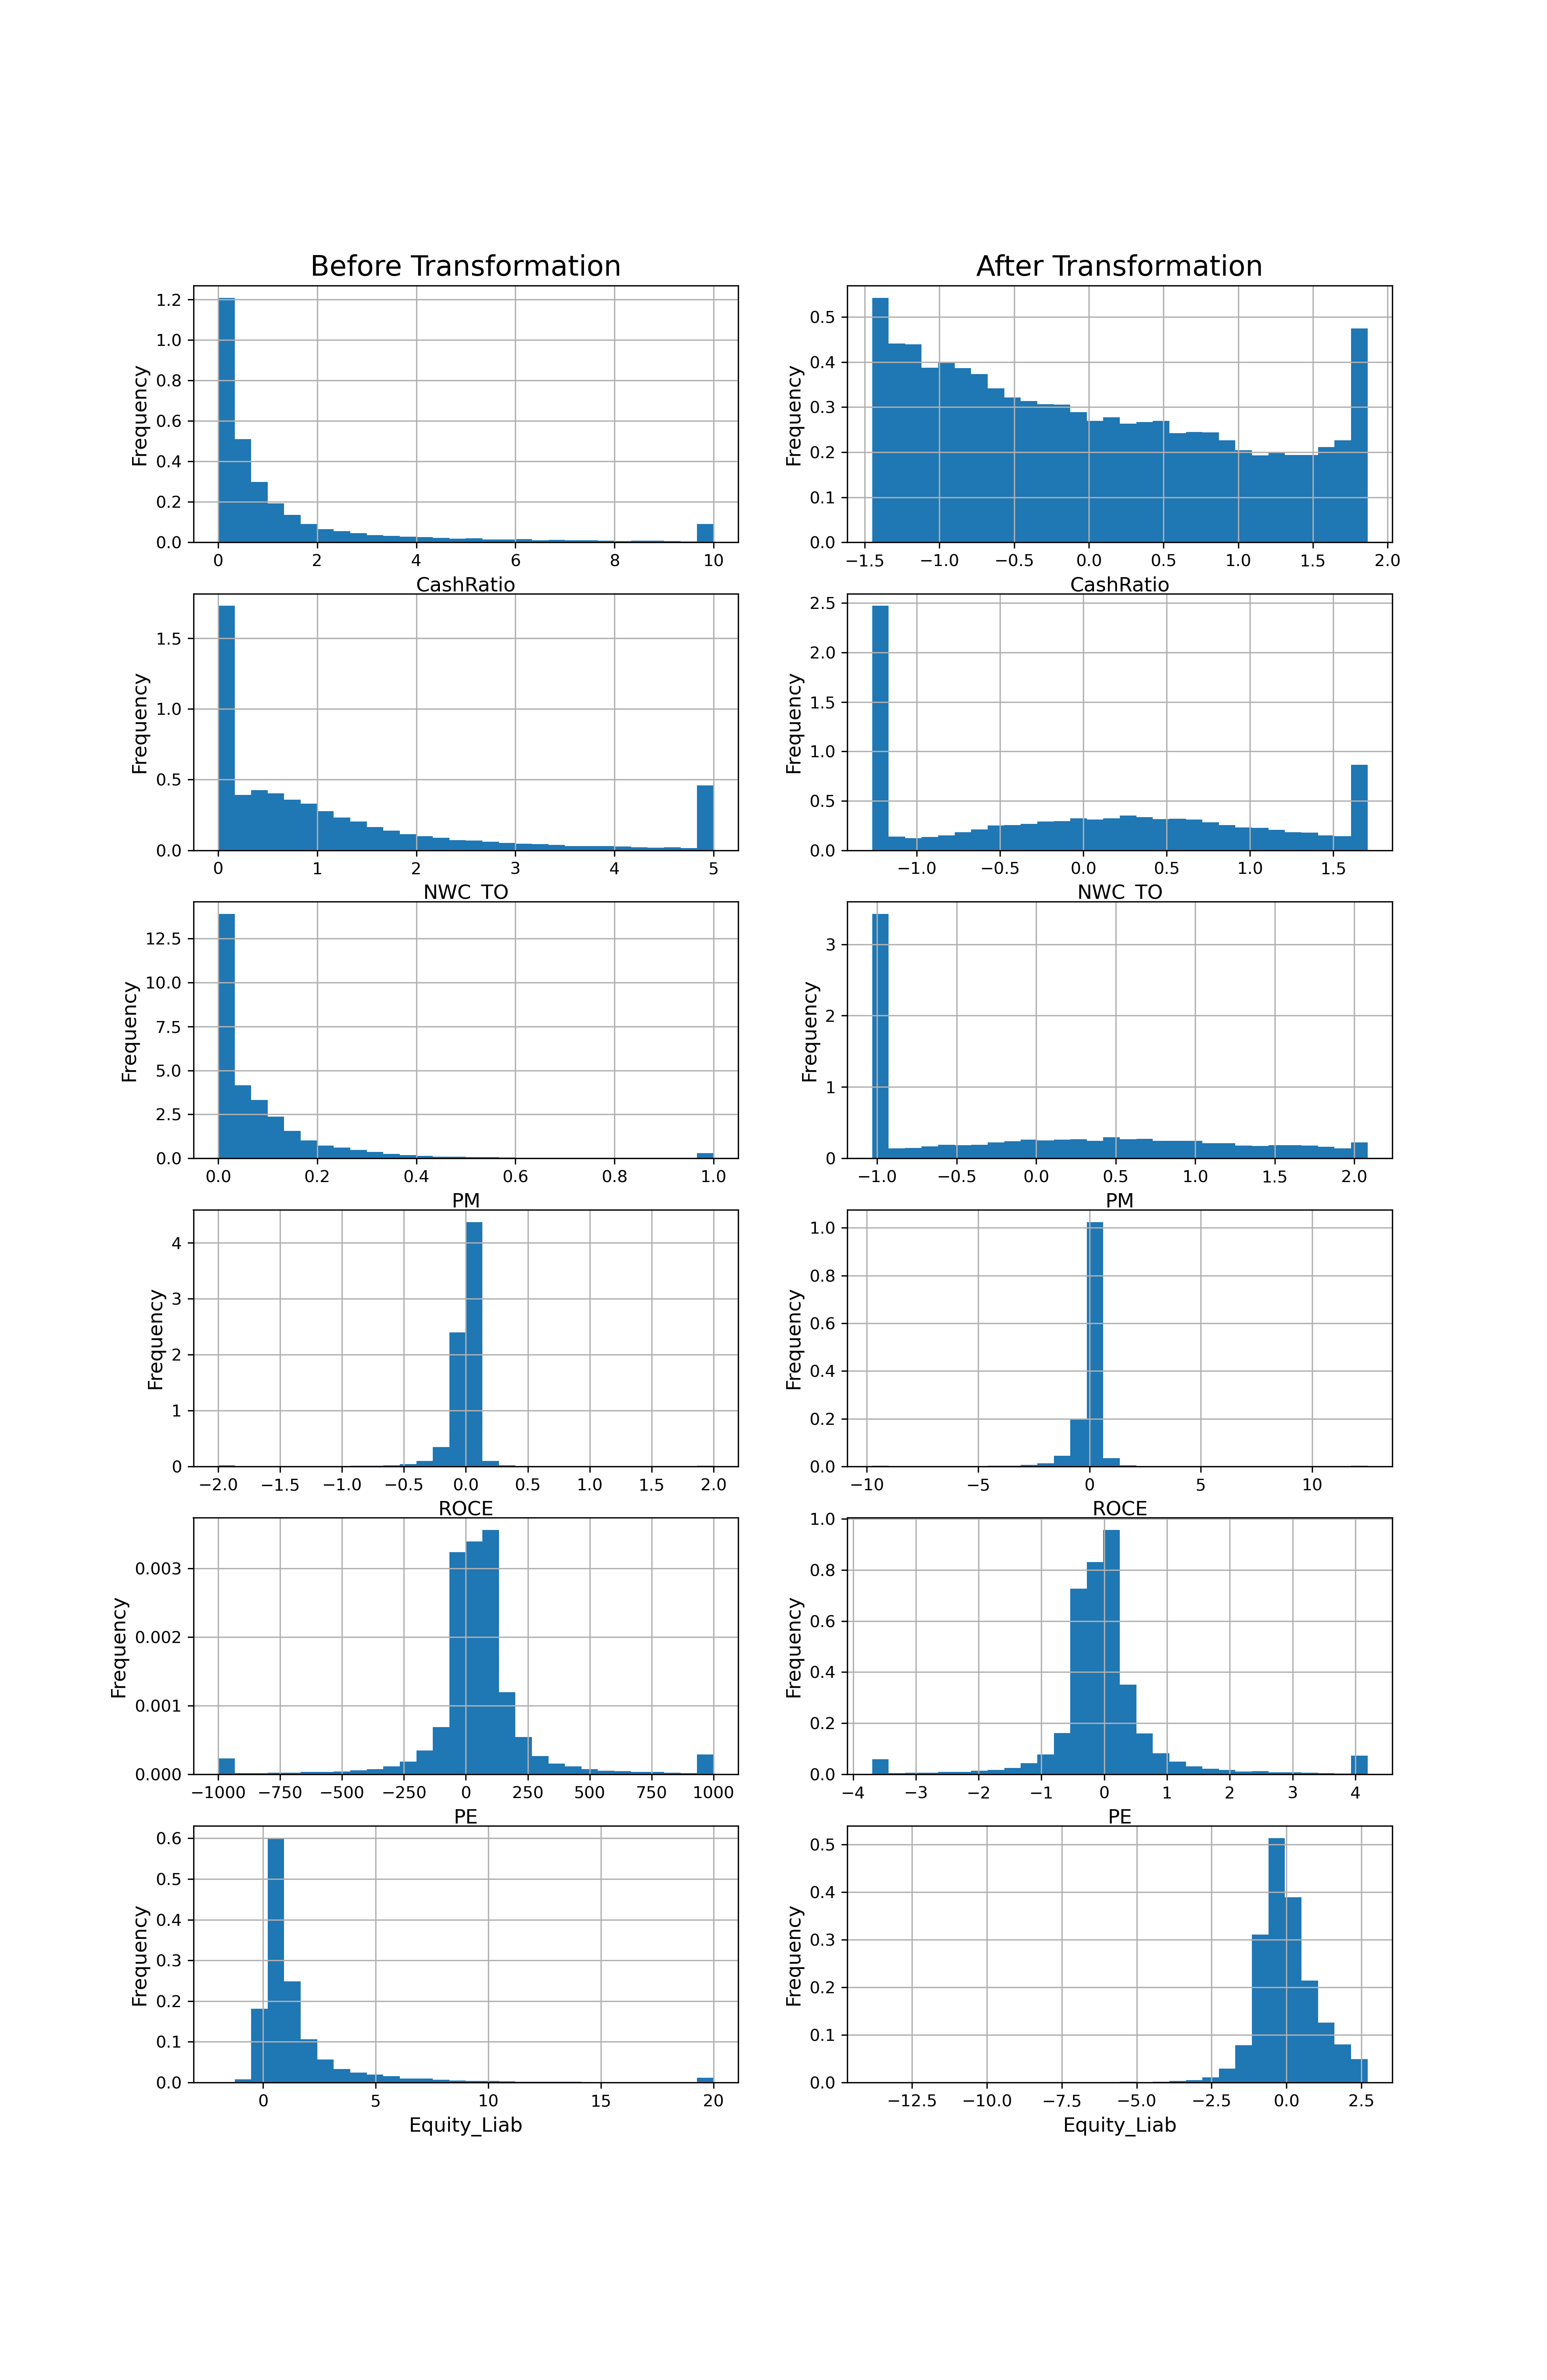 Before Transformation
After Transformation
Frequency
1.2
1.0
0.8
0.6
0.4
0.2
0.0
0 2 4 6 8 10
CashRatio
Frequency
0.5
0.4
0.3
0.2
0.1
0.0
−1.5 −1.0 −0.5 0.0 0.5 1.0 1.5 2.0
CashRatio
Frequency
1.5
1.0
0.5
0.0
0 1 2 3 4 5
NWC_TO
Frequency
2.5
2.0
1.5
1.0
0.5
0.0
−1.0 −0.5 0.0 0.5 1.0 1.5
NWC_TO
Frequency
12.5
10.0
7.5
5.0
2.5
0.0
0.0 0.2 0.4 0.6 0.8 1.0
PM
Frequency
3
2
1
0
−1.0 −0.5 0.0 0.5 1.0 1.5 2.0
PM
Frequency
4
3
2
1
0
−2.0 −1.5 −1.0 −0.5 0.0 0.5 1.0 1.5 2.0
ROCE
Frequency
1.0
0.8
0.6
0.4
0.2
0.0
−10 −5 0 5 10
ROCE
Frequency
0.003
0.002
0.001
0.000
−1000 −750 −500 −250 0 250 500 750 1000
PE
Frequency
1.0
0.8
0.6
0.4
0.2
0.0
−4 −3 −2 −1 0 1 2 3 4
PE
Frequency
0.6
0.5
0.4
0.3
0.2
0.1
0.0
0 5 10 15 20
Equity_Liab
Frequency
0.5
0.4
0.3
0.2
0.1
0.0
−12.5 −10.0 −7.5 −5.0 −2.5 0.0 2.5
Equity_Liab